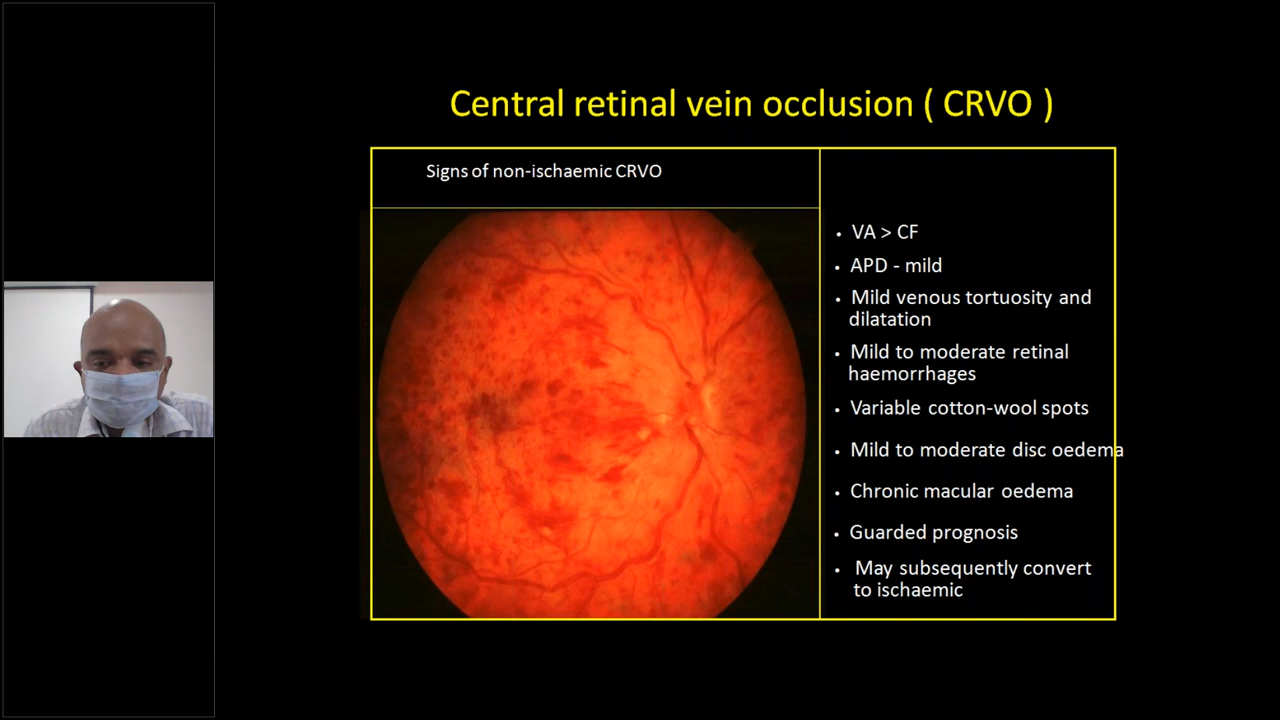 Central retinal vein occlusion ( CRVO )
Signs of non-ischaemic CRVO
• VA > CF
• APD - mild
• Mild venous tortuosity and
dilatation
• Mild to moderate retinal
haemorrhages
• Variable cotton-wool spots
• Mild to moderate disc oedema
• Chronic macular oedema
• Guarded prognosis
• May subsequently convert
to ischaemic